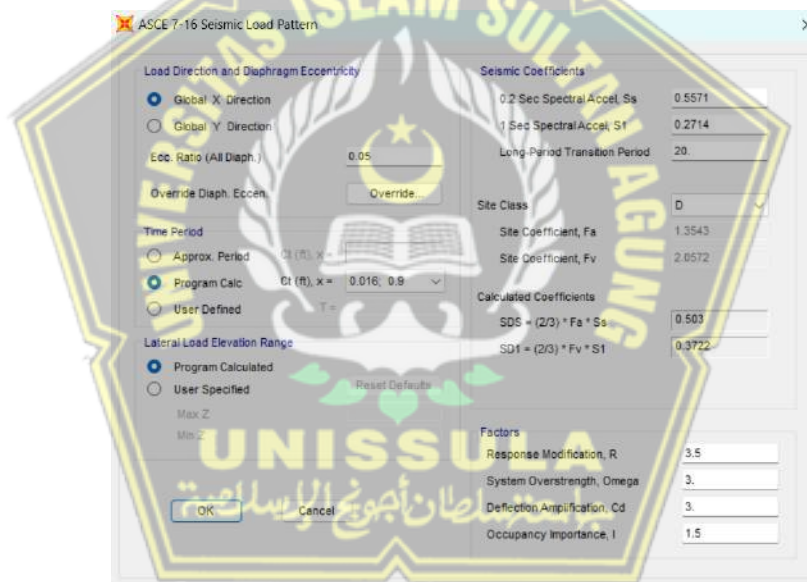 ASCE 7-16 Seismic Load Pattern
Load Direction and Diaphragm Eccentricity
Global X Direction
Global Y Direction
Ecc. Ratio (All Diaph.) 0.05
Override Diaph. Eccen. Override...
Time Period
Approx. Period Ct (ft), x =
Program Calc Ct (ft), x = 0.016; 0.9
User Defined T =
Lateral Load Elevation Range
Program Calculated
User Specified Reset Defaults
Max Z
Min Z
OK Cancel
Seismic Coefficients
0.2 Sec Spectral Accel, Ss 0.5571
1 Sec Spectral Accel, S1 0.2714
Long-Period Transition Period 20.
Site Class D
Site Coefficient, Fa 1.3543
Site Coefficient, Fv 2.0572
Calculated Coefficients
SDS = (2/3) * Fa * Ss 0.503
SD1 = (2/3) * Fv * S1 0.3722
Factors
Response Modification, R 3.5
System Overstrength, Omega 3.
Deflection Amplification, Cd 3.
Occupancy Importance, I 1.5
UNIVERSITAS ISLAM SULTAN AGUNG
UNISSULA
جامعتسلطان أجونج الإسلامية